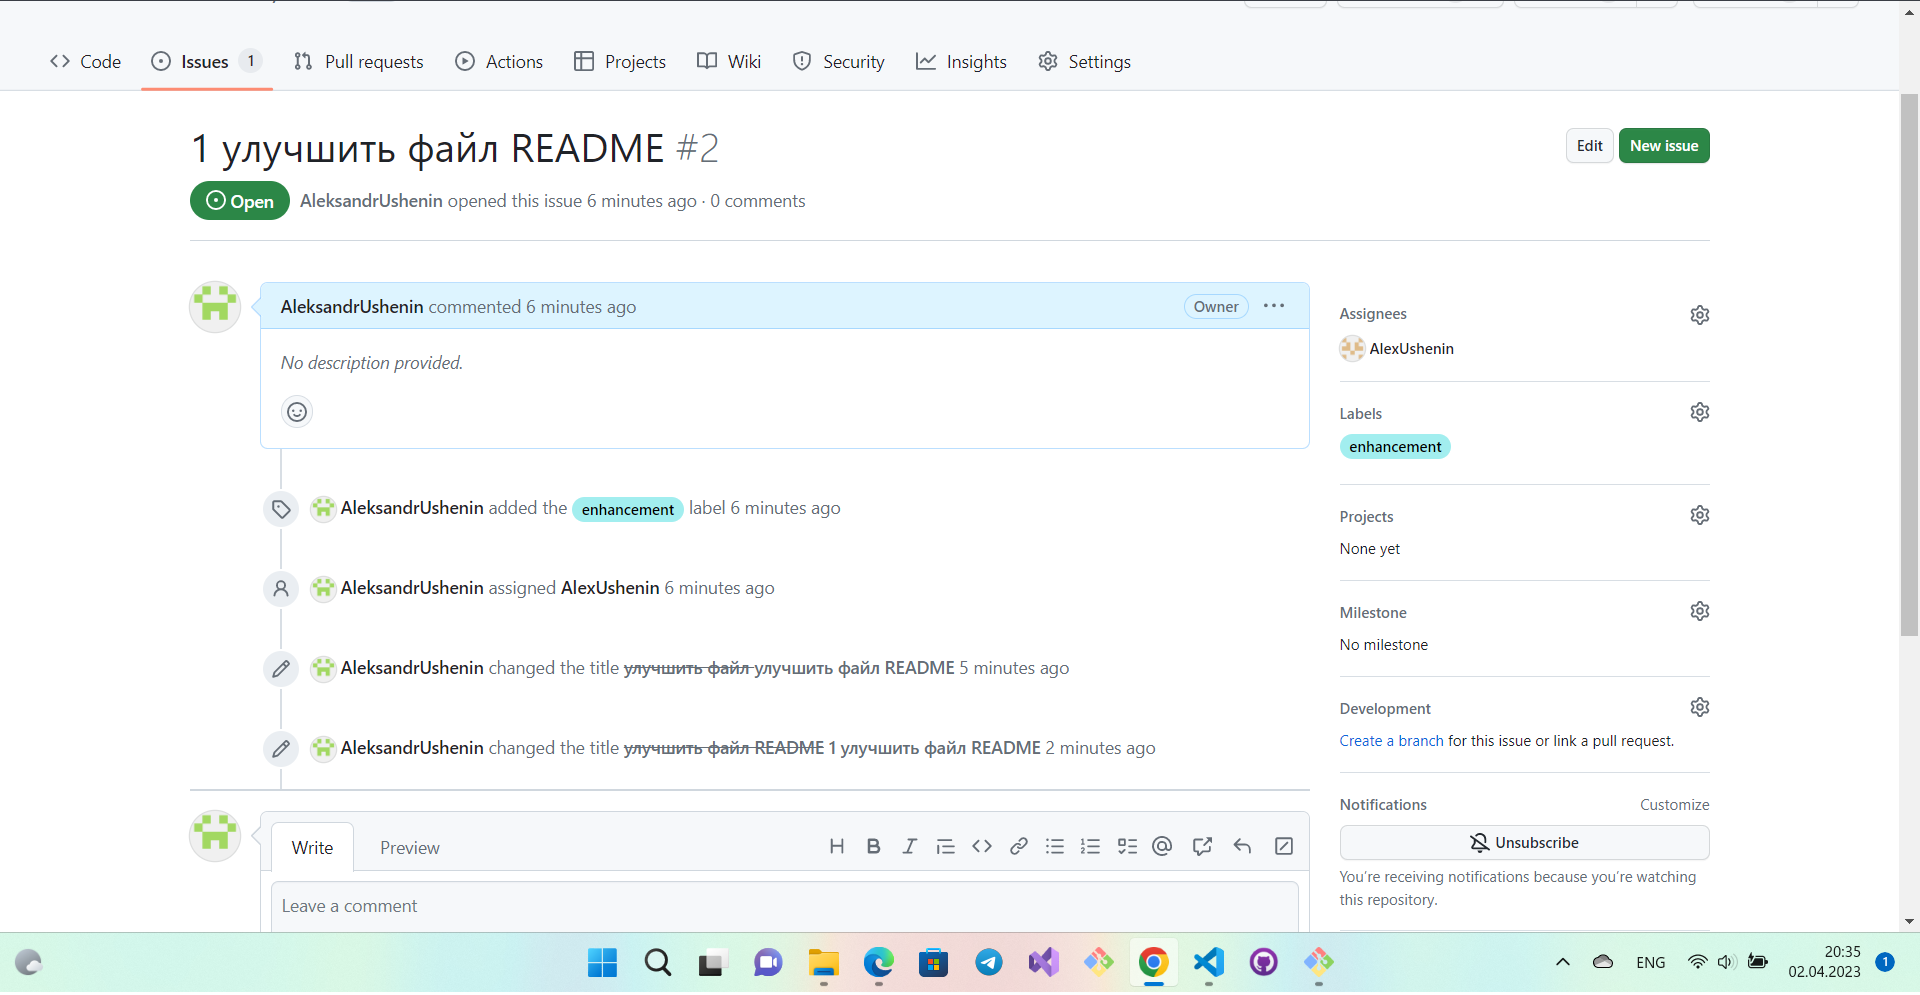 Code Issues 1 Pull requests Actions Projects Wiki Security Insights Settings
1 улучшить файл README #2
Edit New issue
Open AleksandrUshenin opened this issue 6 minutes ago · 0 comments
AleksandrUshenin commented 6 minutes ago Owner
No description provided.
AleksandrUshenin added the enhancement label 6 minutes ago
AleksandrUshenin assigned AlexUshenin 6 minutes ago
AleksandrUshenin changed the title улучшить файл улучшить файл README 5 minutes ago
AleksandrUshenin changed the title улучшить файл README 1 улучшить файл README 2 minutes ago
Write Preview
Leave a comment
Assignees
AlexUshenin
Labels
enhancement
Projects
None yet
Milestone
No milestone
Development
Create a branch for this issue or link a pull request.
Notifications Customize
Unsubscribe
You're receiving notifications because you're watching
this repository.
ENG
20:35
02.04.2023
1